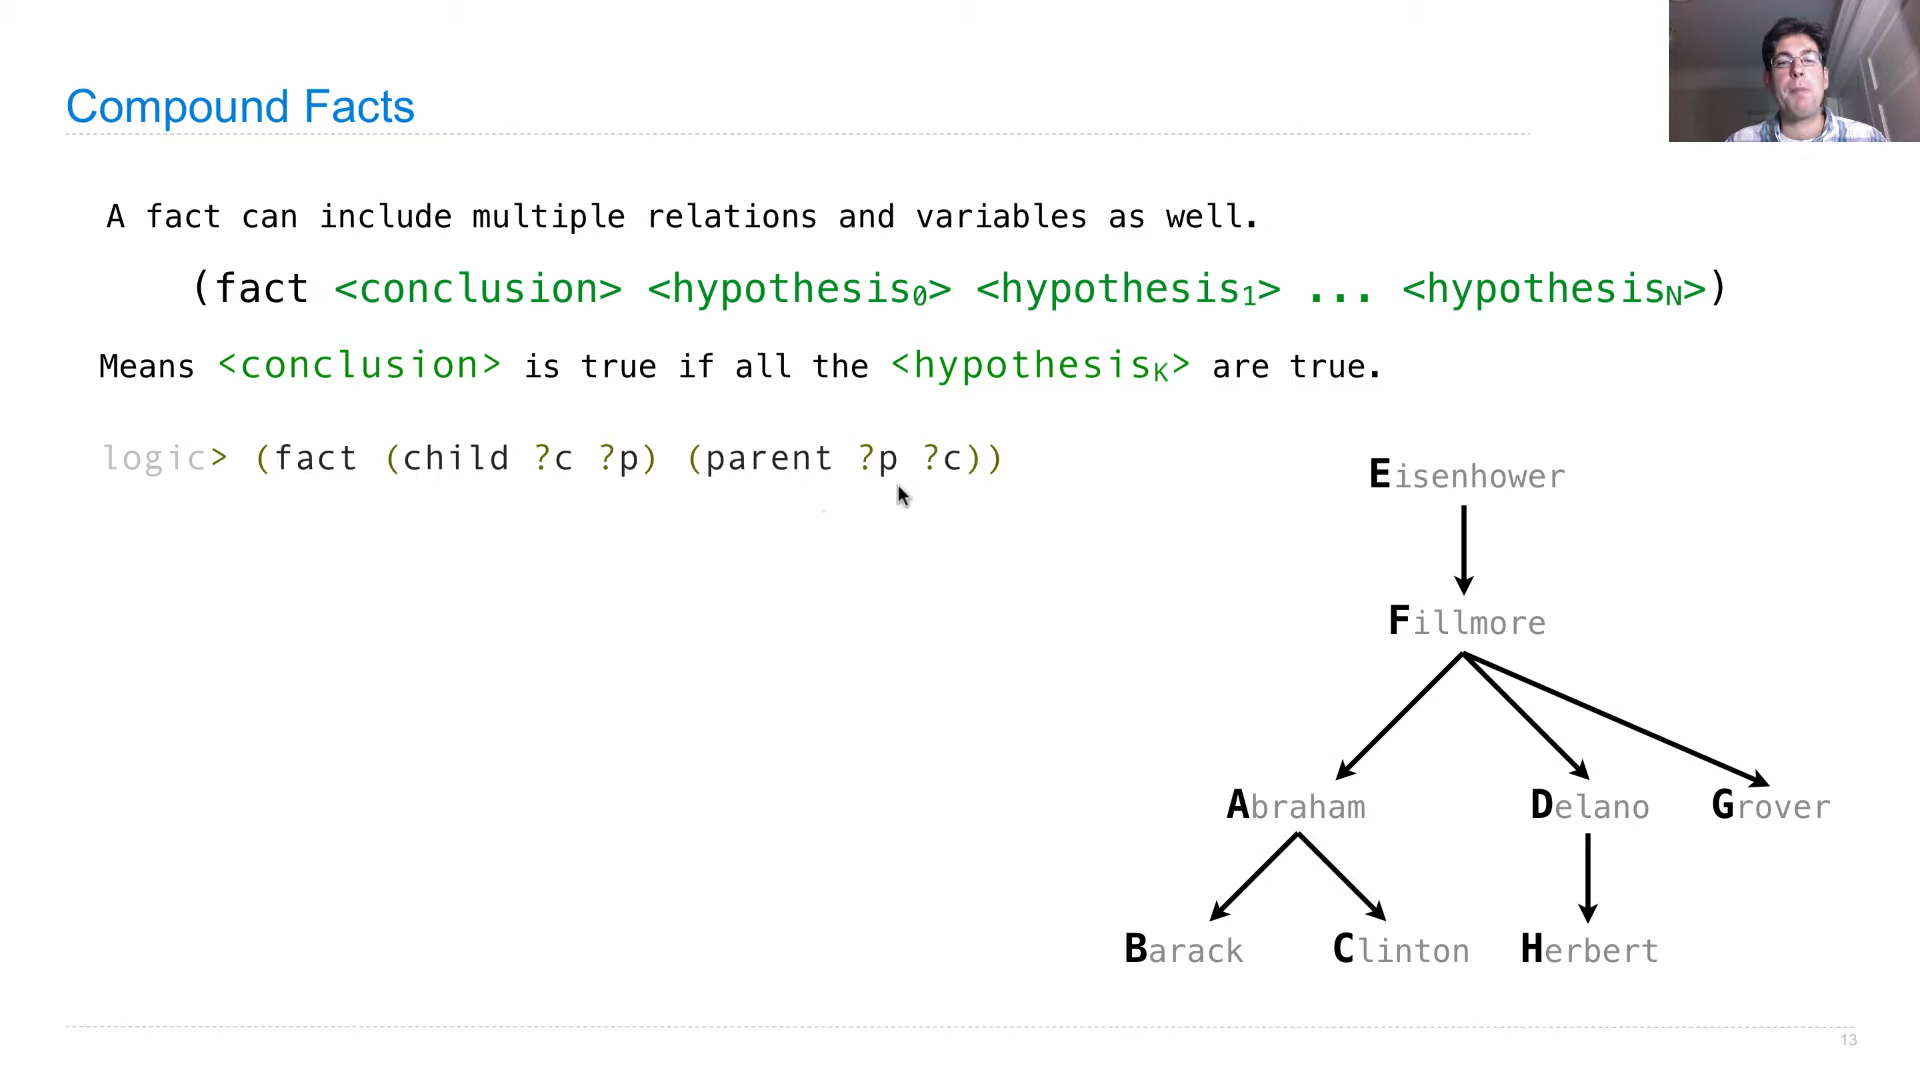 Compound Facts
A fact can include multiple relations and variables as well.
(fact <conclusion> <hypothesis₀> <hypothesis₁> ... <hypothesisN>)
Means <conclusion> is true if all the <hypothesisK> are true.
logic> (fact (child ?c ?p) (parent ?p ?c))
Eisenhower
Fillmore
Abraham Delano Grover
Barack Clinton Herbert
13